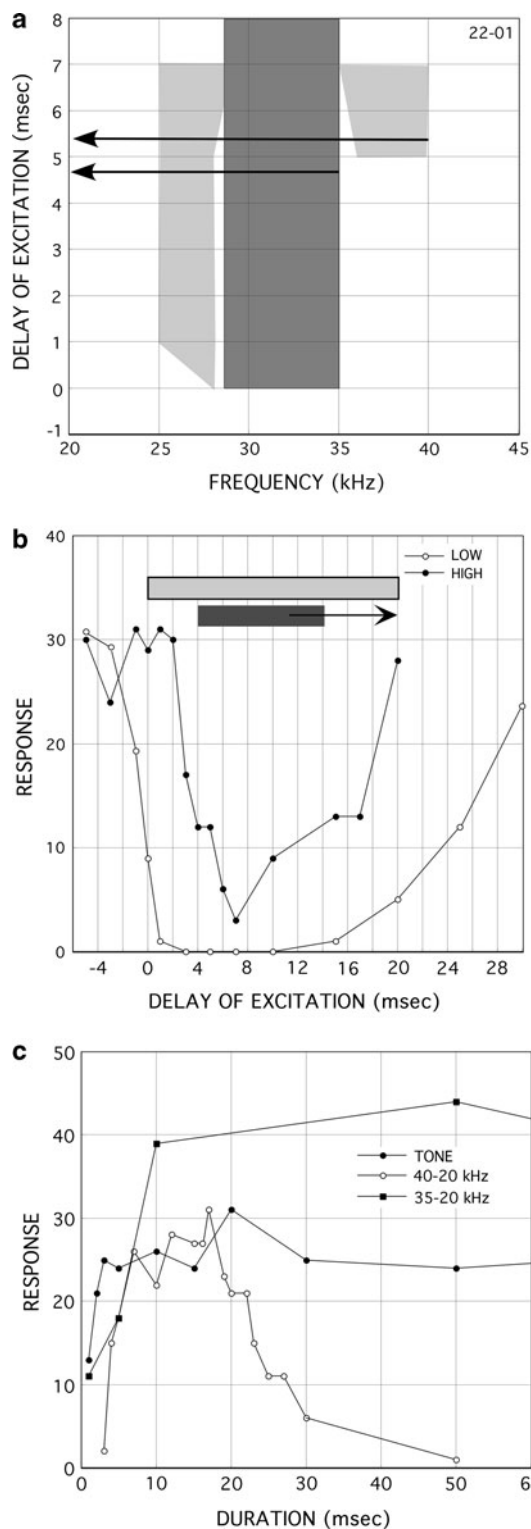 a
22-01
8
7
6
5
4
3
2
1
0
-1
DELAY OF EXCITATION (msec)
20 25 30 35 40 45
FREQUENCY (kHz)
b
LOW
HIGH
40
30
20
10
0
RESPONSE
-4 0 4 8 12 16 20 24 28
DELAY OF EXCITATION (msec)
c
TONE
40-20 kHz
35-20 kHz
50
40
30
20
10
0
RESPONSE
0 10 20 30 40 50
DURATION (msec)